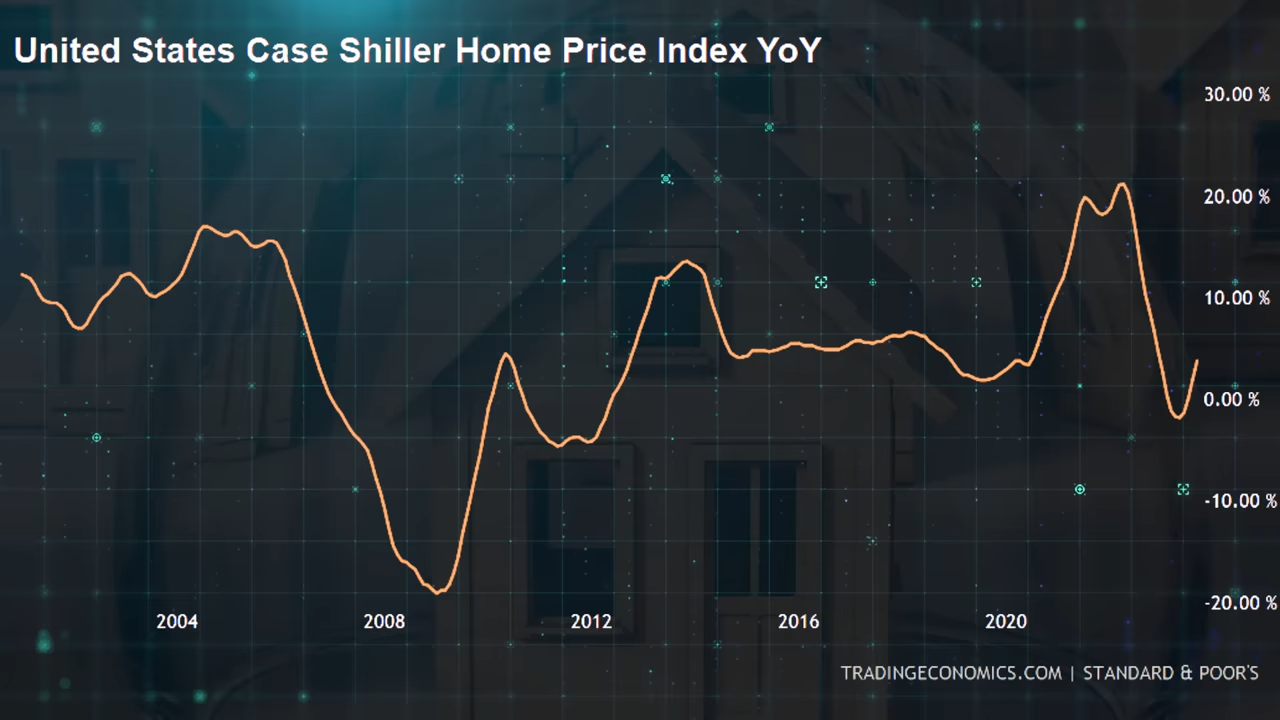 United States Case Shiller Home Price Index YoY
30.00 %
20.00 %
10.00 %
0.00 %
-10.00 %
-20.00 %
2004 2008 2012 2016 2020
TRADINGECONOMICS.COM | STANDARD & POOR'S